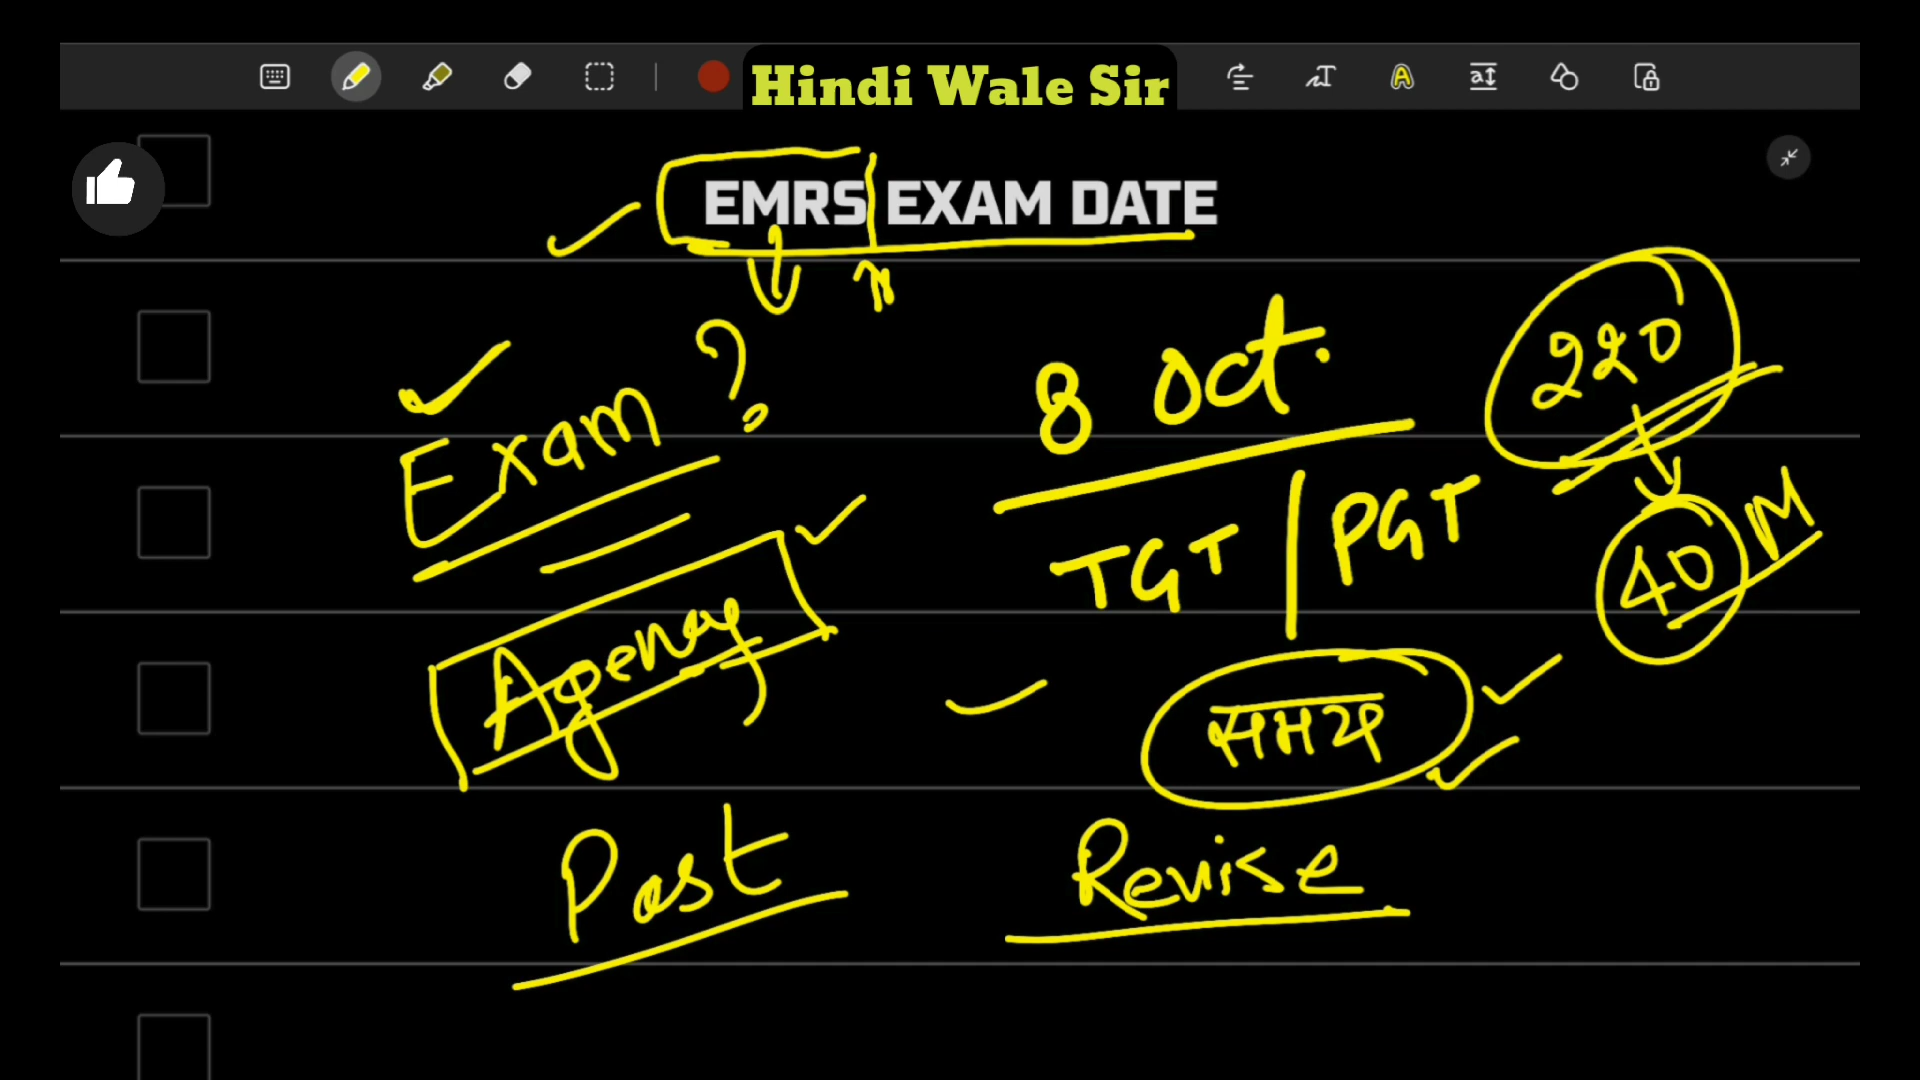 Hindi Wale Sir
EMRS EXAM DATE
Exam ?
8 Oct.
220
TGT / PGT
40 M
Agency
समय
Post
Revise